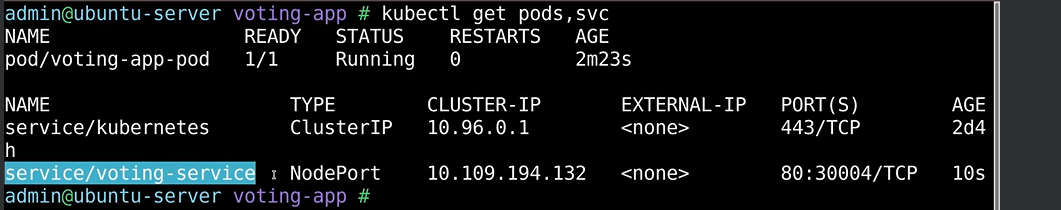 admin@ubuntu-server voting-app # kubectl get pods,svc
NAME                 READY   STATUS    RESTARTS   AGE
pod/voting-app-pod   1/1     Running   0          2m23s

NAME                     TYPE        CLUSTER-IP       EXTERNAL-IP   PORT(S)        AGE
service/kubernetes       ClusterIP   10.96.0.1        <none>        443/TCP        2d4
h
service/voting-service   NodePort    10.109.194.132   <none>        80:30004/TCP   10s
admin@ubuntu-server voting-app #